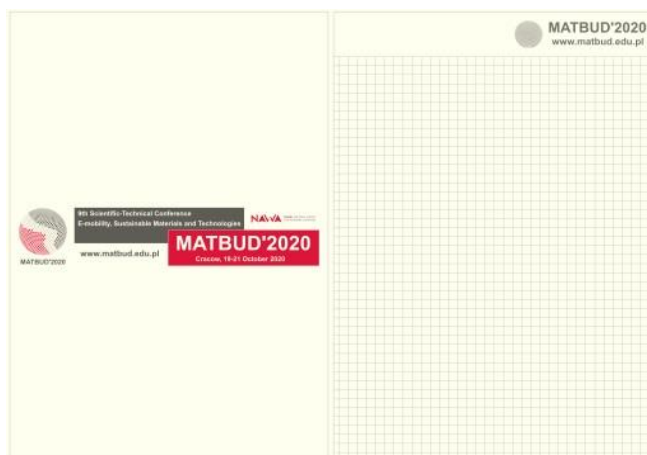 9th Scientific-Technical Conference
E-mobility, Sustainable Materials and Technologies
NAWA
www.matbud.edu.pl
MATBUD'2020
Cracow, 19-21 October 2020
MATBUD'2020
MATBUD'2020
www.matbud.edu.pl